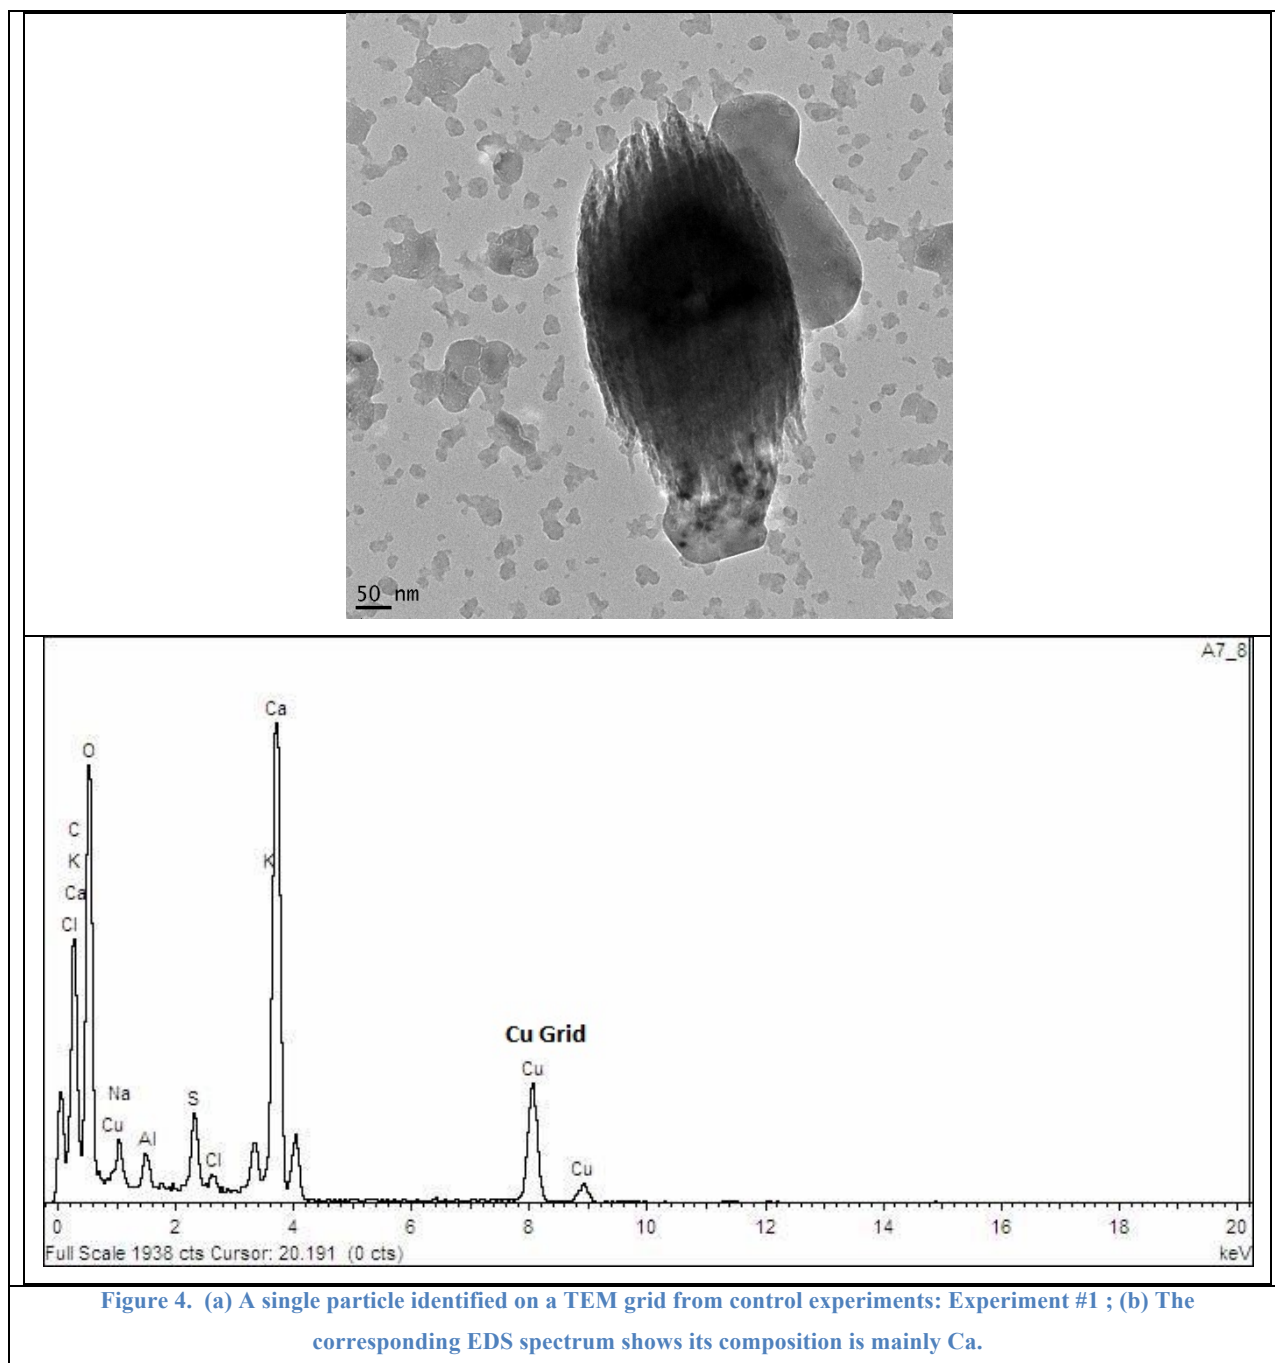 50 nm
A7_8
Ca
O
C
K
K
Ca
Cl
Cu Grid
Cu
Na
S
Cu
Al
Cl
Cu
0 2 4 6 8 10 12 14 16 18 20
Full Scale 1938 cts Cursor: 20.191 (0 cts) keV
Figure 4. (a) A single particle identified on a TEM grid from control experiments: Experiment #1 ; (b) The
corresponding EDS spectrum shows its composition is mainly Ca.